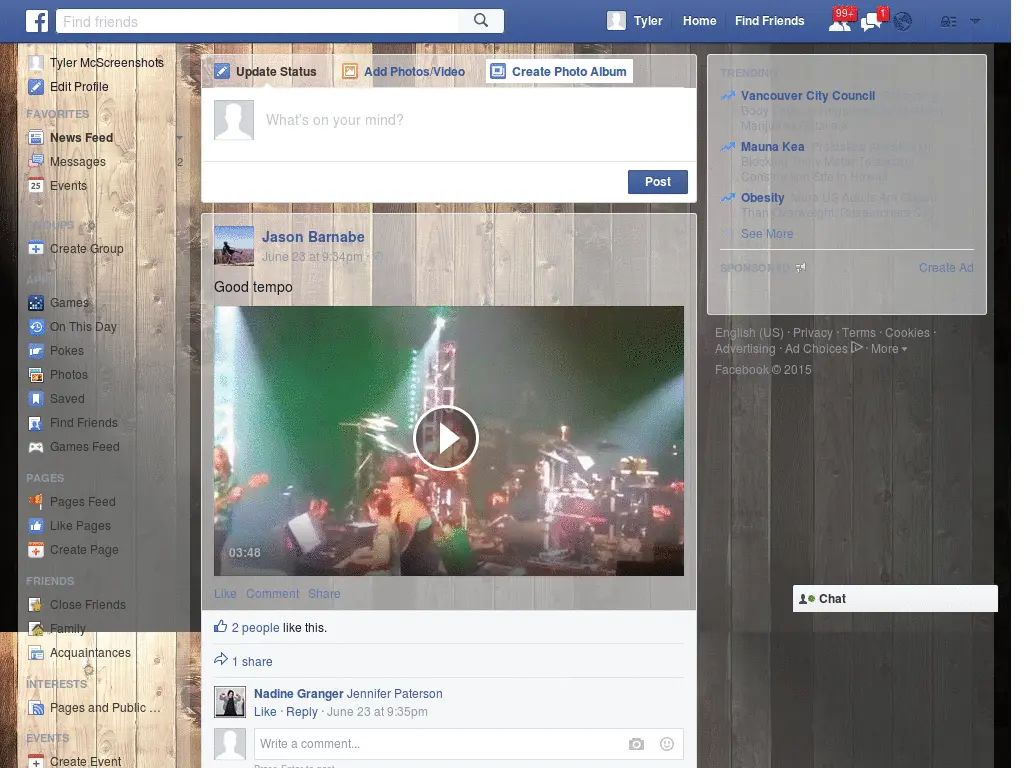 Find friends
Tyler
Home
Find Friends
99+
1
Tyler McScreenshots
Edit Profile
FAVORITES
News Feed
Messages
2
Events
25
GROUPS
Create Group
Games
On This Day
Pokes
Photos
Saved
Find Friends
Games Feed
PAGES
Pages Feed
Like Pages
Create Page
FRIENDS
Close Friends
Family
Acquaintances
INTERESTS
Pages and Public ...
EVENTS
Create Event
Update Status
Add Photos/Video
Create Photo Album
What's on your mind?
Post
Jason Barnabe
June 23 at 9:34pm ·
Good tempo
03:48
Like Comment Share
2 people like this.
1 share
Nadine Granger Jennifer Paterson
Like · Reply · June 23 at 9:35pm
Write a comment...
Press Enter to post.
TRENDING
Vancouver City Council
Mauna Kea
Obesity
See More
SPONSORED
Create Ad
English (US) · Privacy · Terms · Cookies ·
Advertising · Ad Choices · More
Facebook © 2015
Chat